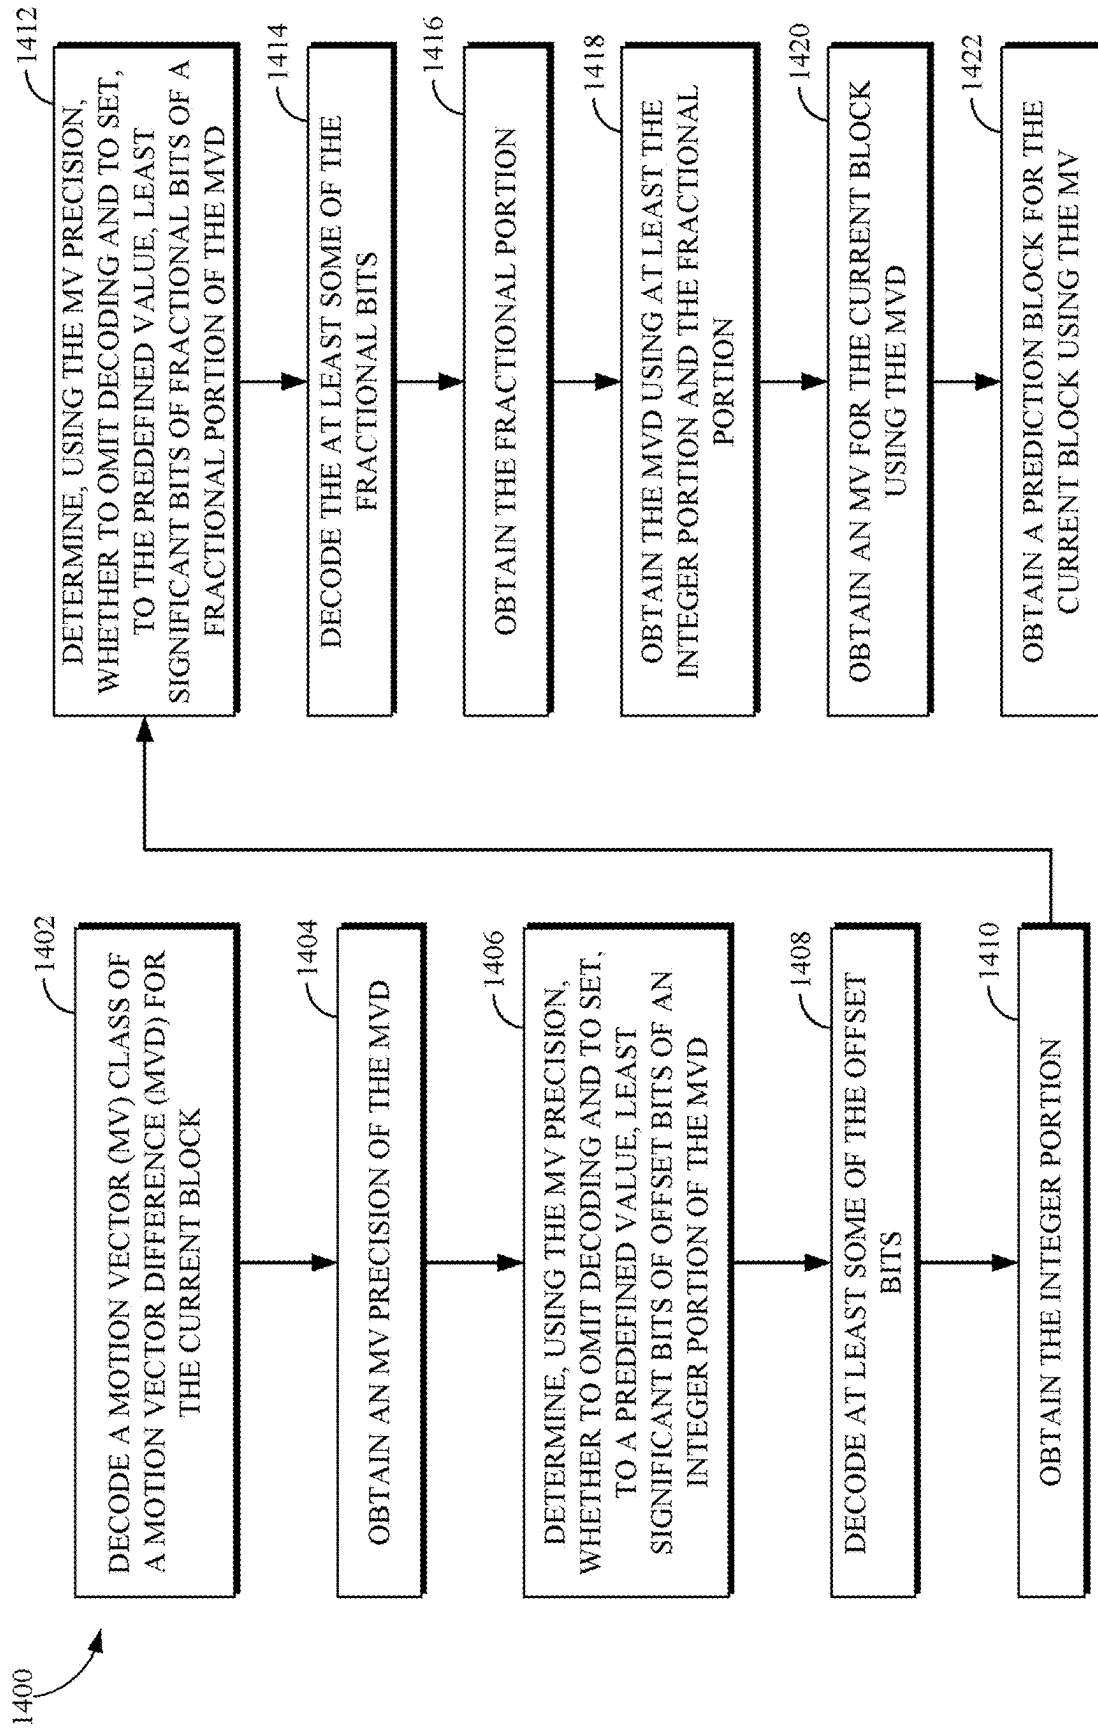 1400
1402
DECODE A MOTION VECTOR (MV) CLASS OF
A MOTION VECTOR DIFFERENCE (MVD) FOR
THE CURRENT BLOCK
1404
OBTAIN AN MV PRECISION OF THE MVD
1406
DETERMINE, USING THE MV PRECISION,
WHETHER TO OMIT DECODING AND TO SET,
TO A PREDEFINED VALUE, LEAST
SIGNIFICANT BITS OF OFFSET BITS OF AN
INTEGER PORTION OF THE MVD
1408
DECODE AT LEAST SOME OF THE OFFSET
BITS
1410
OBTAIN THE INTEGER PORTION
1412
DETERMINE, USING THE MV PRECISION,
WHETHER TO OMIT DECODING AND TO SET,
TO THE PREDEFINED VALUE, LEAST
SIGNIFICANT BITS OF FRACTIONAL BITS OF A
FRACTIONAL PORTION OF THE MVD
1414
DECODE THE AT LEAST SOME OF THE
FRACTIONAL BITS
1416
OBTAIN THE FRACTIONAL PORTION
1418
OBTAIN THE MVD USING AT LEAST THE
INTEGER PORTION AND THE FRACTIONAL
PORTION
1420
OBTAIN AN MV FOR THE CURRENT BLOCK
USING THE MVD
1422
OBTAIN A PREDICTION BLOCK FOR THE
CURRENT BLOCK USING THE MV